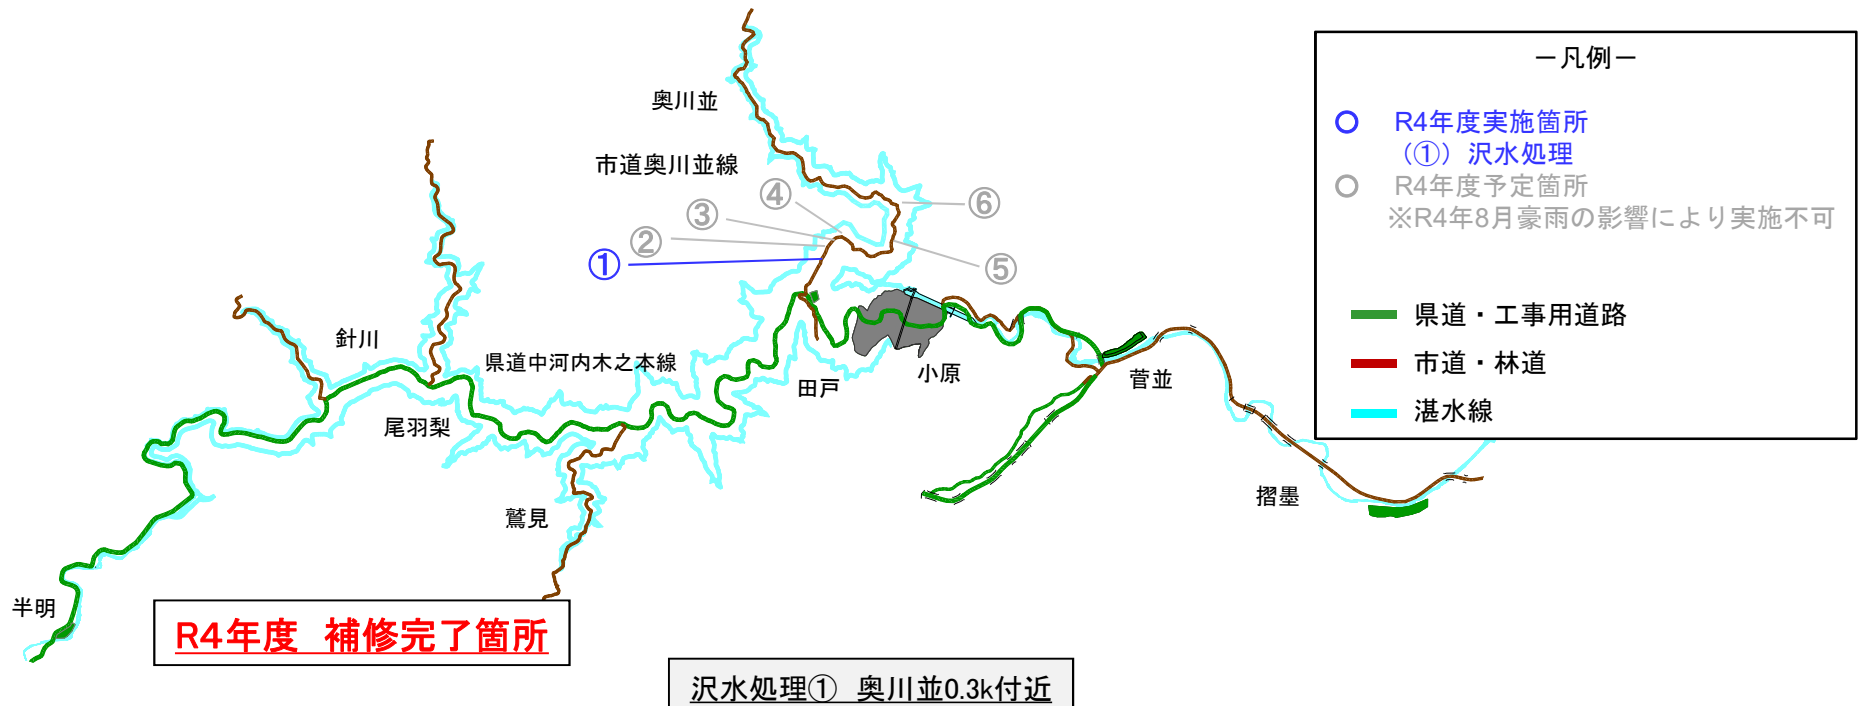 奥川並
市道奥川並線
④
③
②
①
⑥
⑤
針川
県道中河内木之本線
尾羽梨
鷲見
田戸
小原
菅並
摺墨
半明
－凡例－
R4年度実施箇所
（①）沢水処理
R4年度予定箇所
※R4年8月豪雨の影響により実施不可
県道・工事用道路
市道・林道
湛水線
R4年度　補修完了箇所
沢水処理①　奥川並0.3k付近